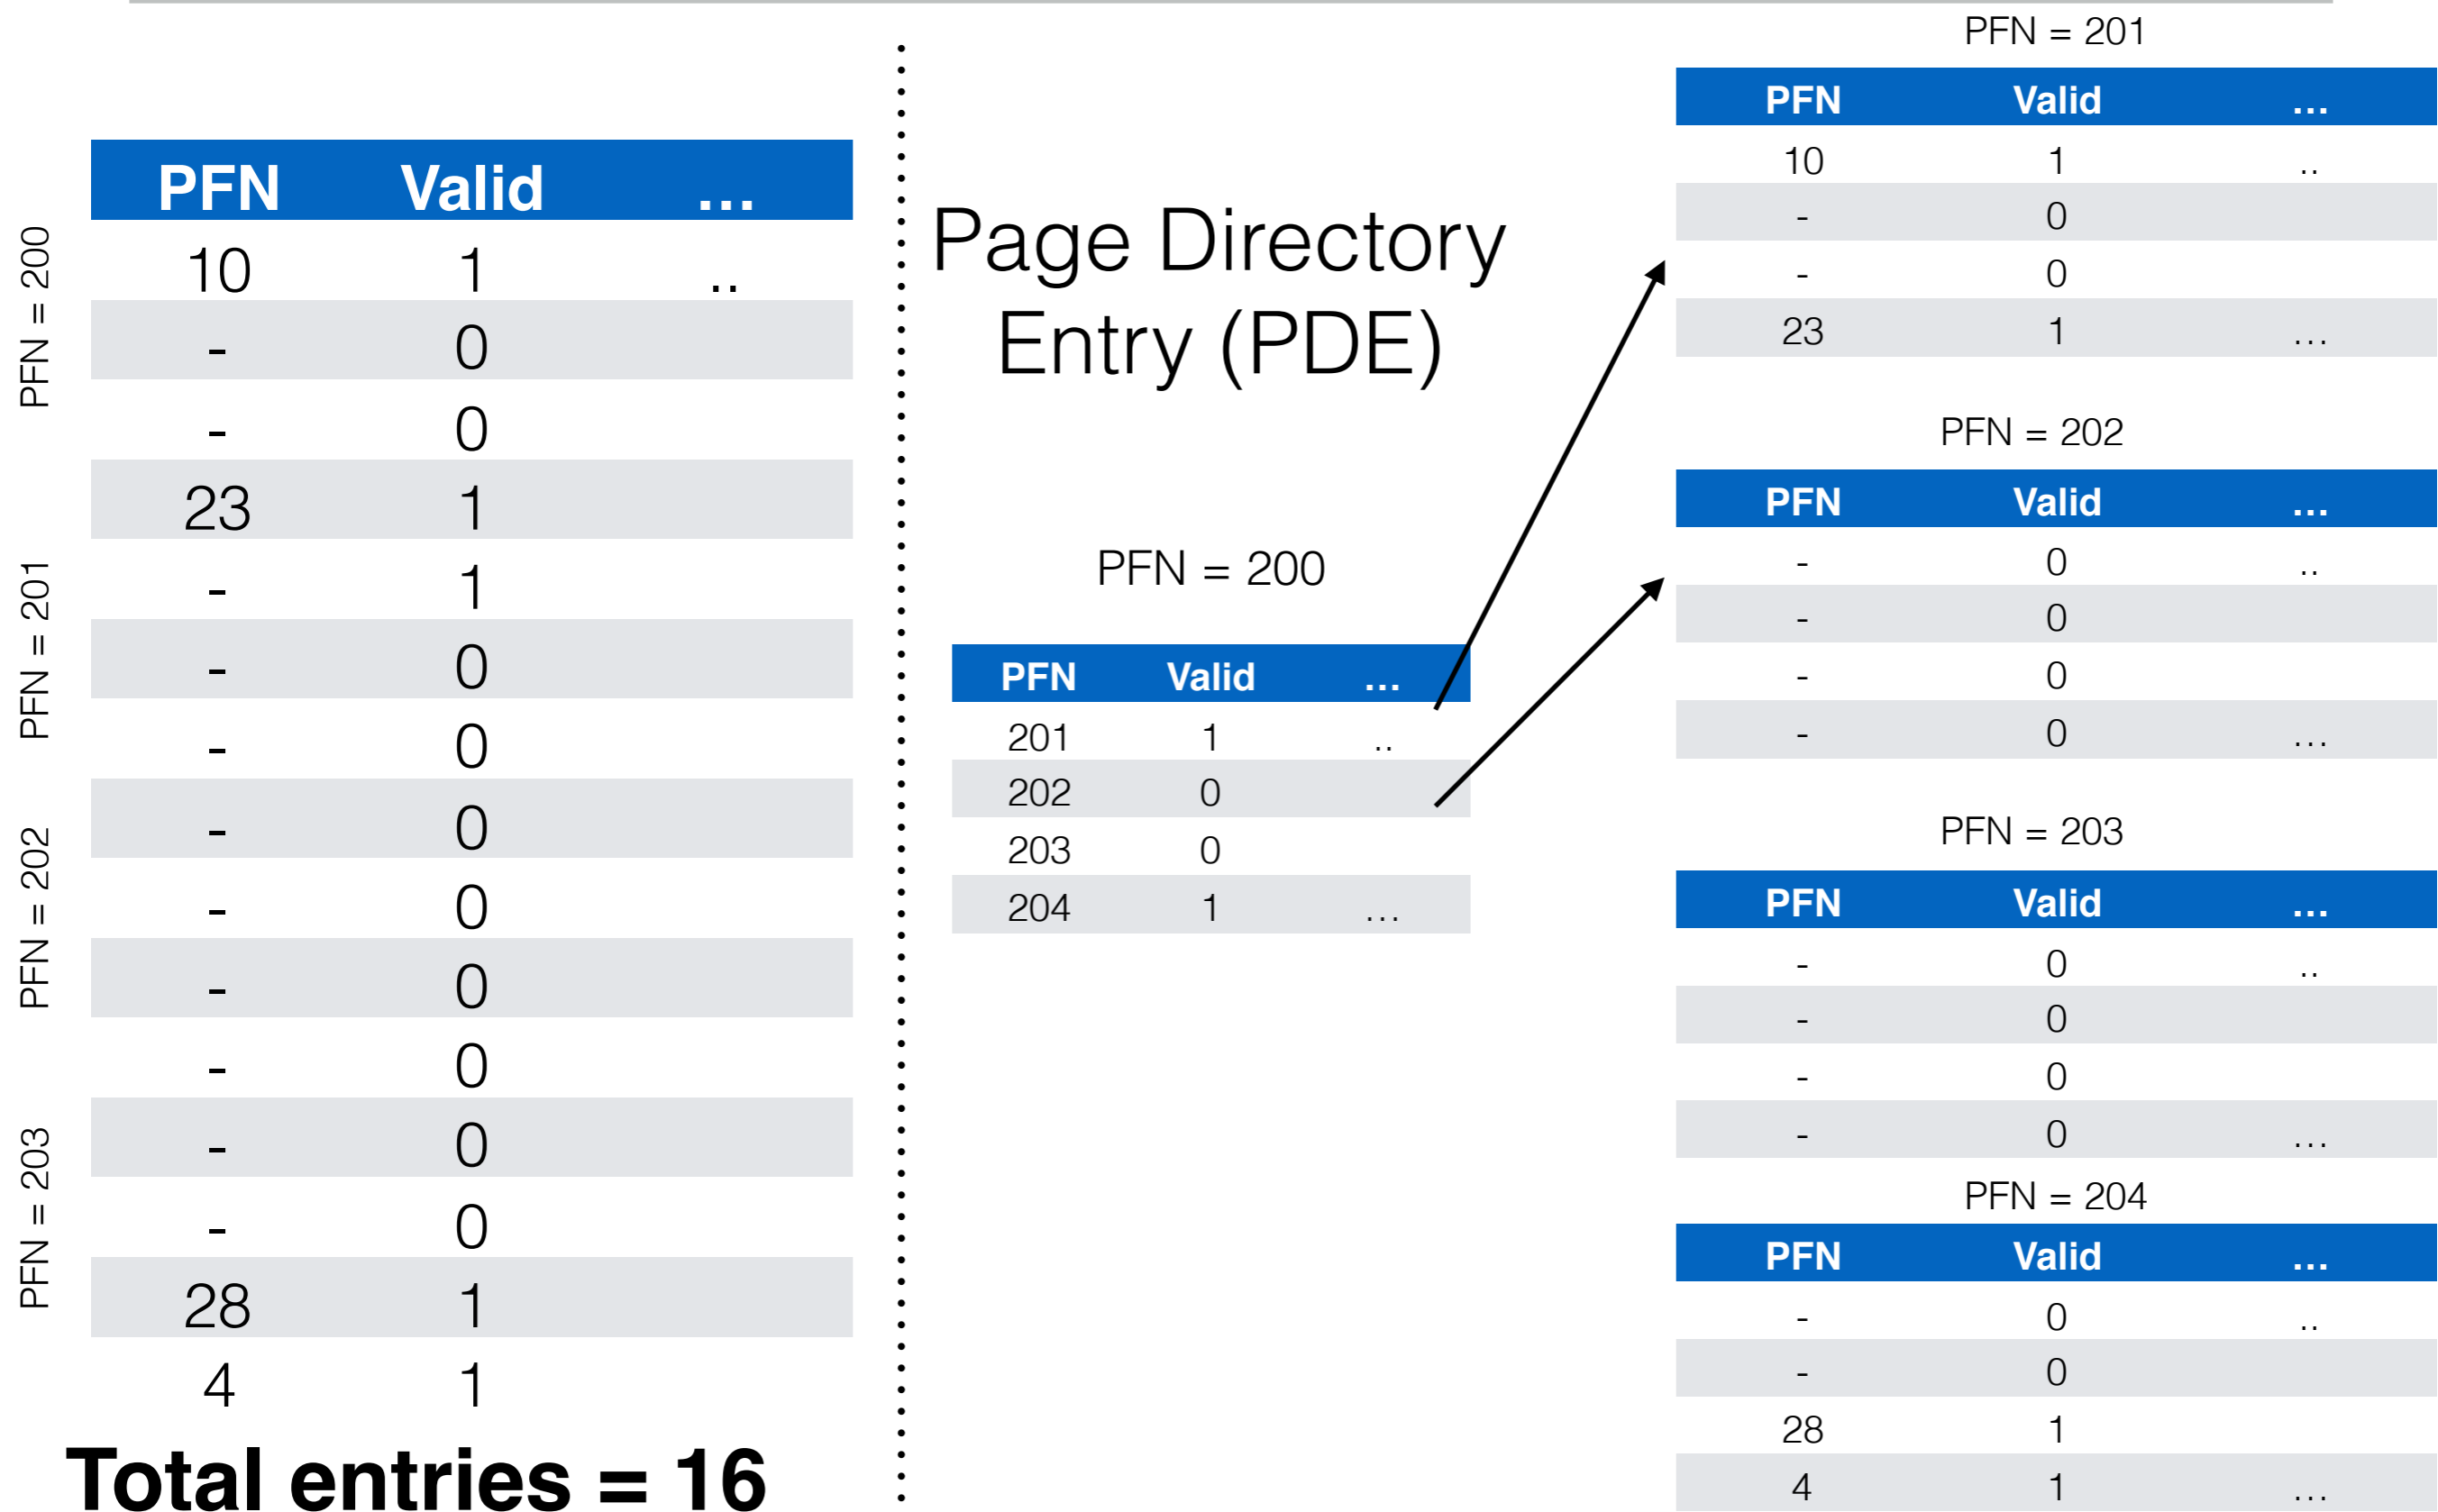 PFN Valid ...
10 1 ..
- 0
- 0
23 1
- 1
- 0
- 0
- 0
- 0
- 0
- 0
- 0
- 0
28 1
4 1
PFN = 200
PFN = 201
PFN = 202
PFN = 203
Total entries = 16
Page Directory
Entry (PDE)
PFN = 200
PFN Valid ...
201 1 ..
202 0
203 0
204 1 ...
PFN = 201
PFN Valid ...
10 1 ..
- 0
- 0
23 1 ...
PFN = 202
PFN Valid ...
- 0 ..
- 0
- 0
- 0 ...
PFN = 203
PFN Valid ...
- 0 ..
- 0
- 0
- 0 ...
PFN = 204
PFN Valid ...
- 0 ..
- 0
28 1
4 1 ...